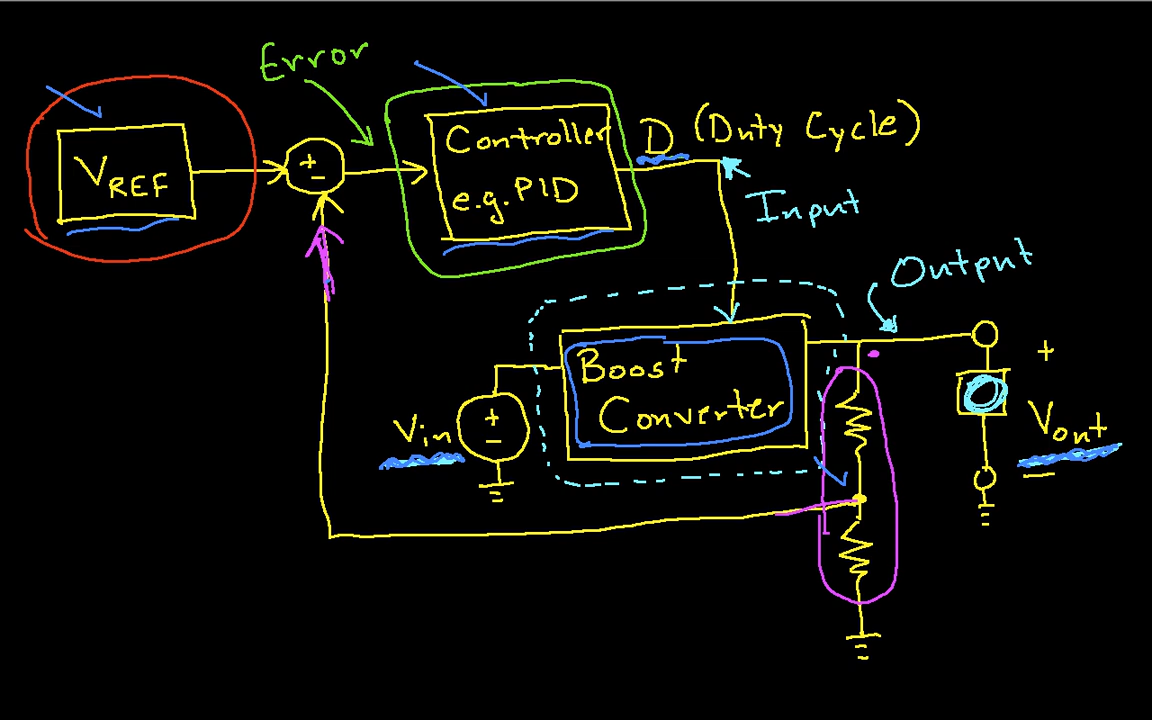 Error
VREF
+
-
Controller
e.g. PID
D (Duty Cycle)
Input
Output
Boost
Converter
Vin
+
-
+
Vout
-